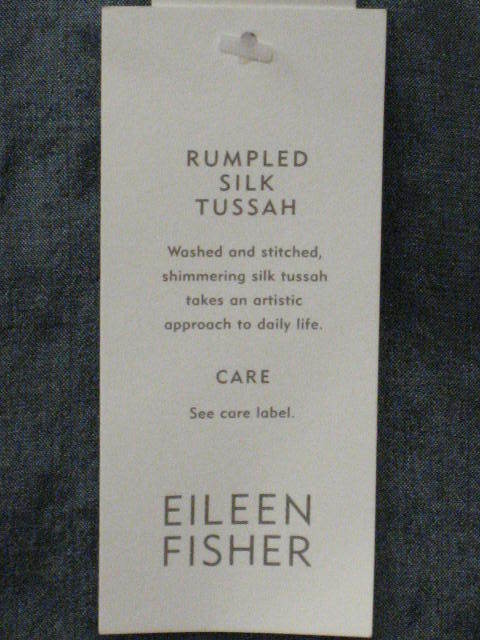 RUMPLED
SILK
TUSSAH
Washed and stitched,
shimmering silk tussah
takes an artistic
approach to daily life.
CARE
See care label.
EILEEN
FISHER